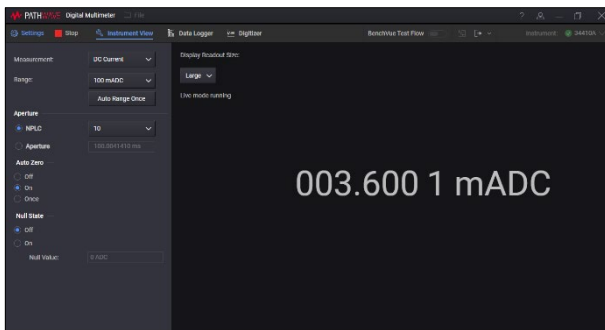 PATHWAVE Digital Multimeter File
Settings Stop Instrument View Data Logger Digitizer BenchVue Test Flow Instrument: 34410A
Measurement: DC Current
Range: 100 mADC
Auto Range Once
Aperture
NPLC 10
Aperture
Auto Zero
Off
On
Once
Null State
Off
On
Null Value: 0 ADC
Display Readout Size:
Large
Live mode running
003.600 1 mADC